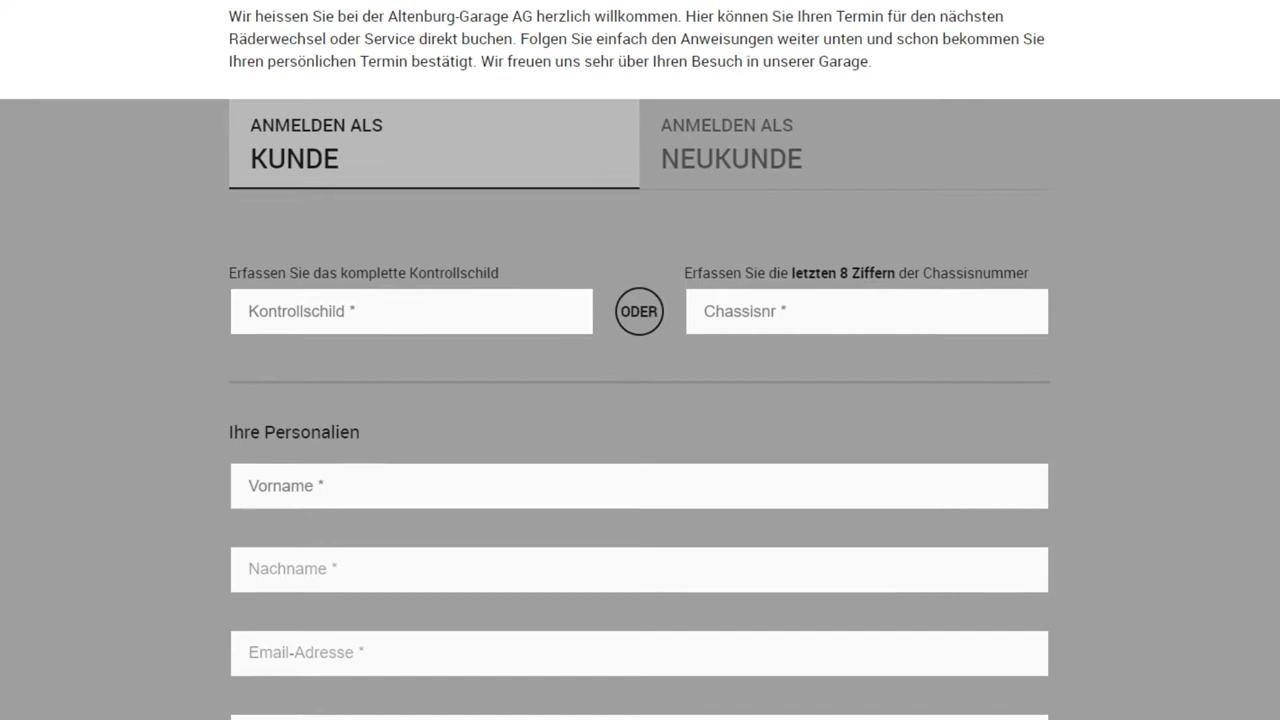 Wir heissen Sie bei der Altenburg-Garage AG herzlich willkommen. Hier können Sie Ihren Termin für den nächsten
Räderwechsel oder Service direkt buchen. Folgen Sie einfach den Anweisungen weiter unten und schon bekommen Sie
Ihren persönlichen Termin bestätigt. Wir freuen uns sehr über Ihren Besuch in unserer Garage.
ANMELDEN ALS
KUNDE
ANMELDEN ALS
NEUKUNDE
Erfassen Sie das komplette Kontrollschild
Kontrollschild *
ODER
Erfassen Sie die letzten 8 Ziffern der Chassisnummer
Chassisnr *
Ihre Personalien
Vorname *
Nachname *
Email-Adresse *